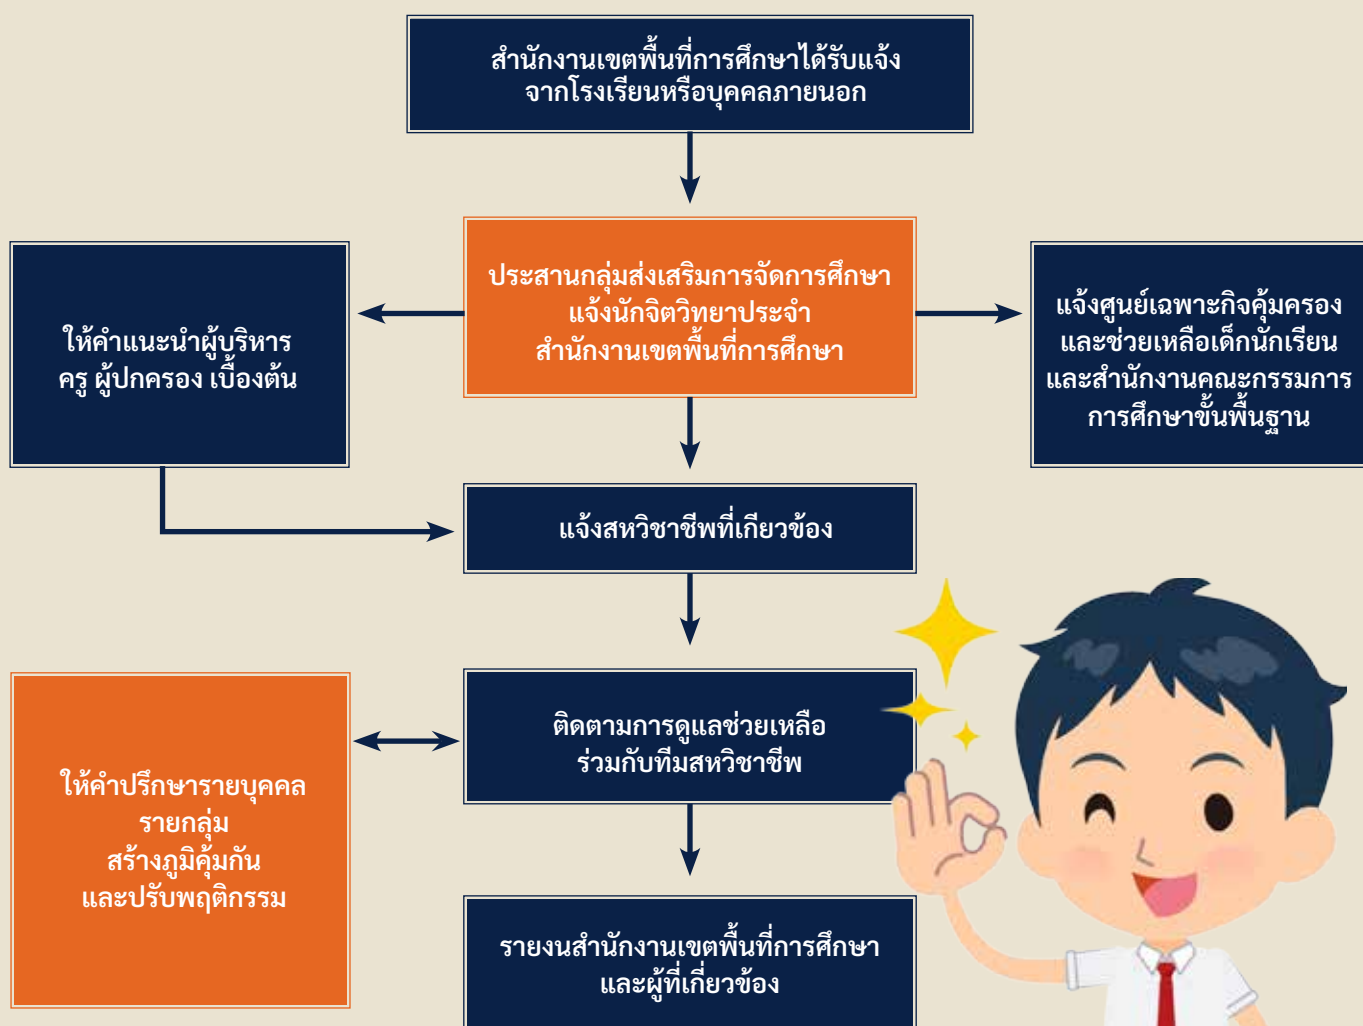 สำนักงานเขตพื้นที่การศึกษาได้รับแจ้ง
จากโรงเรียนหรือบุคคลภายนอก
ประสานกลุ่มส่งเสริมการจัดการศึกษา
แจ้งนักจิตวิทยาประจำ
สำนักงานเขตพื้นที่การศึกษา
ให้คำแนะนำผู้บริหาร
ครู ผู้ปกครอง เบื้องต้น
แจ้งศูนย์เฉพาะกิจคุ้มครอง
และช่วยเหลือเด็กนักเรียน
และสำนักงานคณะกรรมการ
การศึกษาขั้นพื้นฐาน
แจ้งสหวิชาชีพที่เกียวข้อง
ติดตามการดูแลช่วยเหลือ
ร่วมกับทีมสหวิชาชีพ
ให้คำปรึกษารายบุคคล
รายกลุ่ม
สร้างภูมิคุ้มกัน
และปรับพฤติกรรม
รายงนสำนักงานเขตพื้นที่การศึกษา
และผู้ที่เกี่ยวข้อง